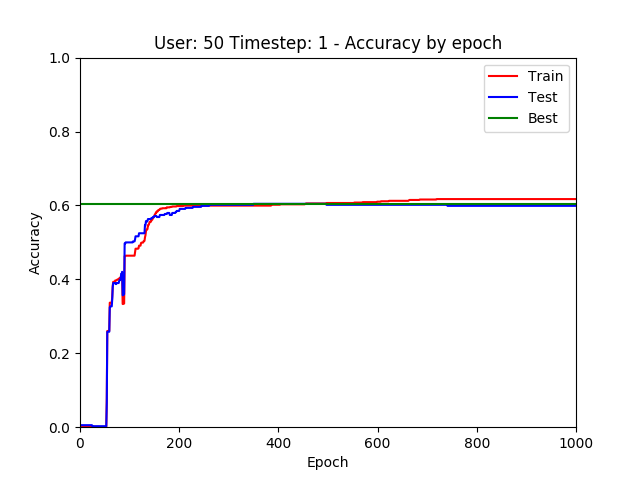 User: 50 Timestep: 1 - Accuracy by epoch
1.0
0.8
0.6
0.4
0.2
0.0
Accuracy
Train
Test
Best
0 200 400 600 800 1000
Epoch